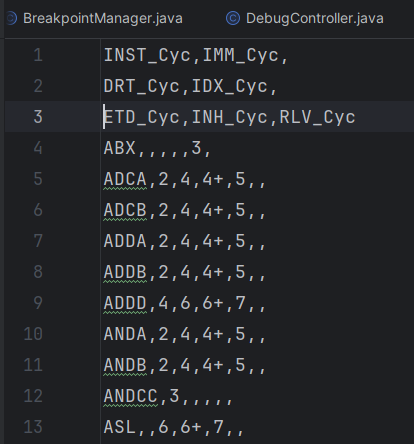 BreakpointManager.java DebugController.java
1 INST_Cyc,IMM_Cyc,
2 DRT_Cyc,IDX_Cyc,
3 ETD_Cyc,INH_Cyc,RLV_Cyc
4 ABX,,,,,3,
5 ADCA,2,4,4+,5,,
6 ADCB,2,4,4+,5,,
7 ADDA,2,4,4+,5,,
8 ADDB,2,4,4+,5,,
9 ADDD,4,6,6+,7,,
10 ANDA,2,4,4+,5,,
11 ANDB,2,4,4+,5,,
12 ANDCC,3,,,,,
13 ASL,,6,6+,7,,